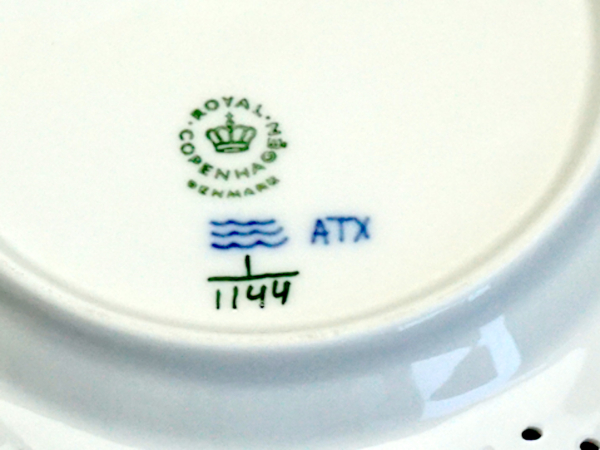 ROYAL
COPENHAGEN
DENMARK
ATX
1
1144